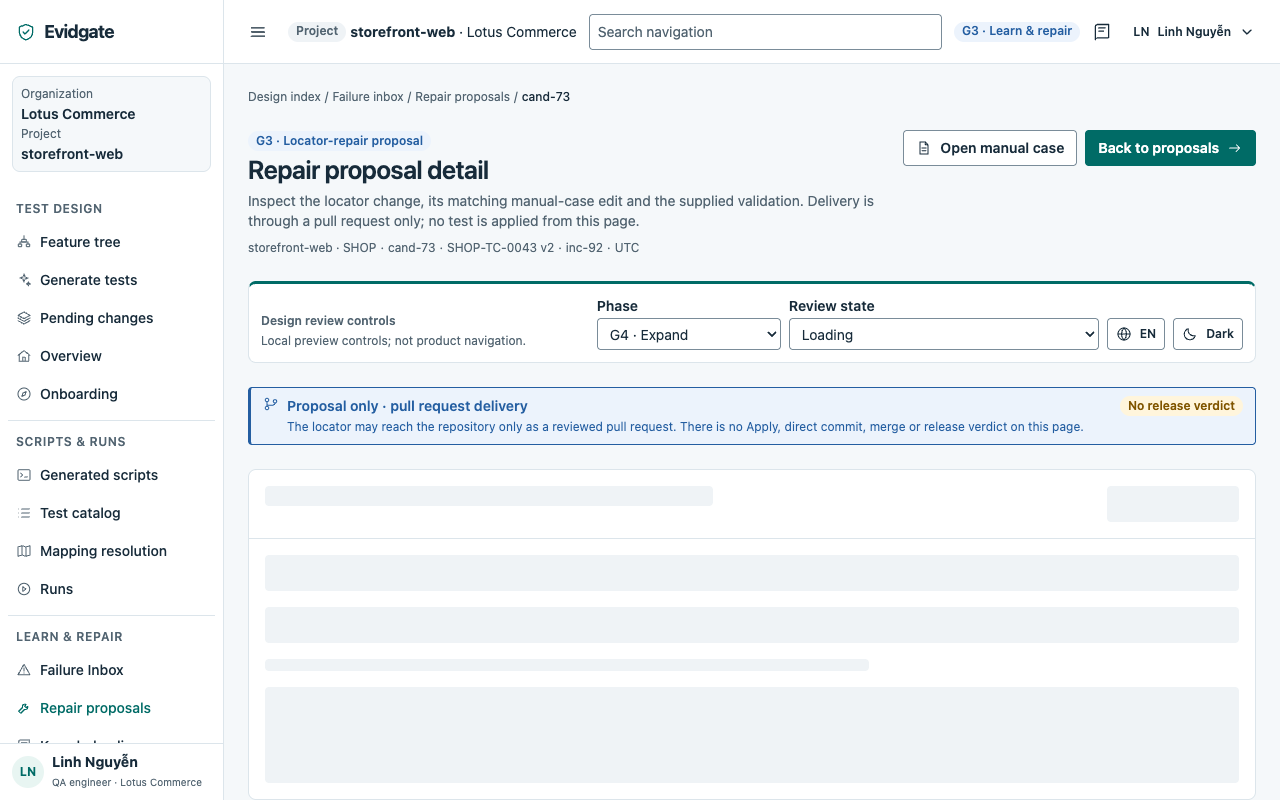 Evidgate
Project storefront-web · Lotus Commerce
Search navigation
G3 · Learn & repair
LN Linh Nguyễn
Organization
Lotus Commerce
Project
storefront-web
TEST DESIGN
Feature tree
Generate tests
Pending changes
Overview
Onboarding
SCRIPTS & RUNS
Generated scripts
Test catalog
Mapping resolution
Runs
LEARN & REPAIR
Failure Inbox
Repair proposals
LN
Linh Nguyễn
QA engineer · Lotus Commerce
Design index / Failure inbox / Repair proposals / cand-73
G3 · Locator-repair proposal
Repair proposal detail
Inspect the locator change, its matching manual-case edit and the supplied validation. Delivery is
through a pull request only; no test is applied from this page.
storefront-web · SHOP · cand-73 · SHOP-TC-0043 v2 · inc-92 · UTC
Open manual case
Back to proposals
Design review controls
Local preview controls; not product navigation.
Phase
G4 · Expand
Review state
Loading
EN
Dark
Proposal only · pull request delivery
The locator may reach the repository only as a reviewed pull request. There is no Apply, direct commit, merge or release verdict on this page.
No release verdict